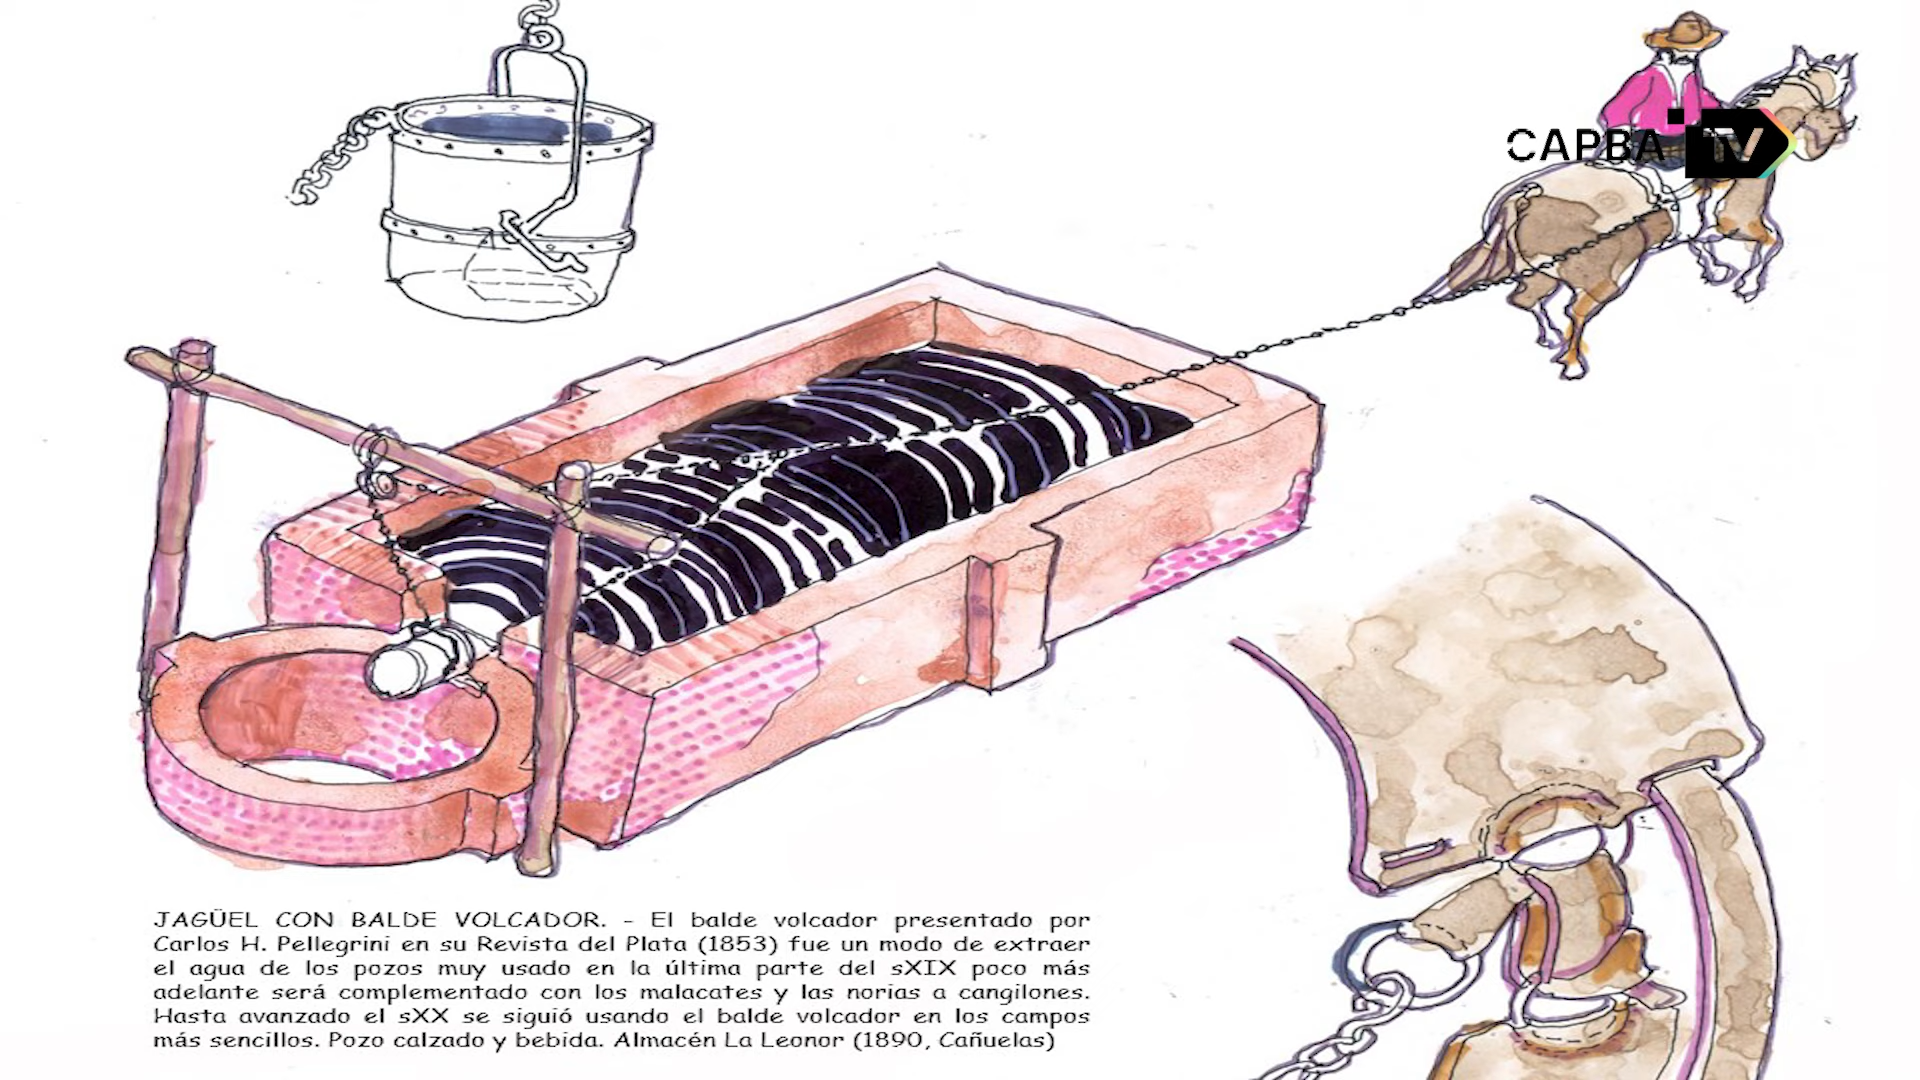 CAPBA TV
JAGÜEL CON BALDE VOLCADOR. - El balde volcador presentado por
Carlos H. Pellegrini en su Revista del Plata (1853) fue un modo de extraer
el agua de los pozos muy usado en la última parte del sXIX poco más
adelante será complementado con los malacates y las norias a cangilones.
Hasta avanzado el sXX se siguió usando el balde volcador en los campos
más sencillos. Pozo calzado y bebida. Almacén La Leonor (1890, Cañuelas)